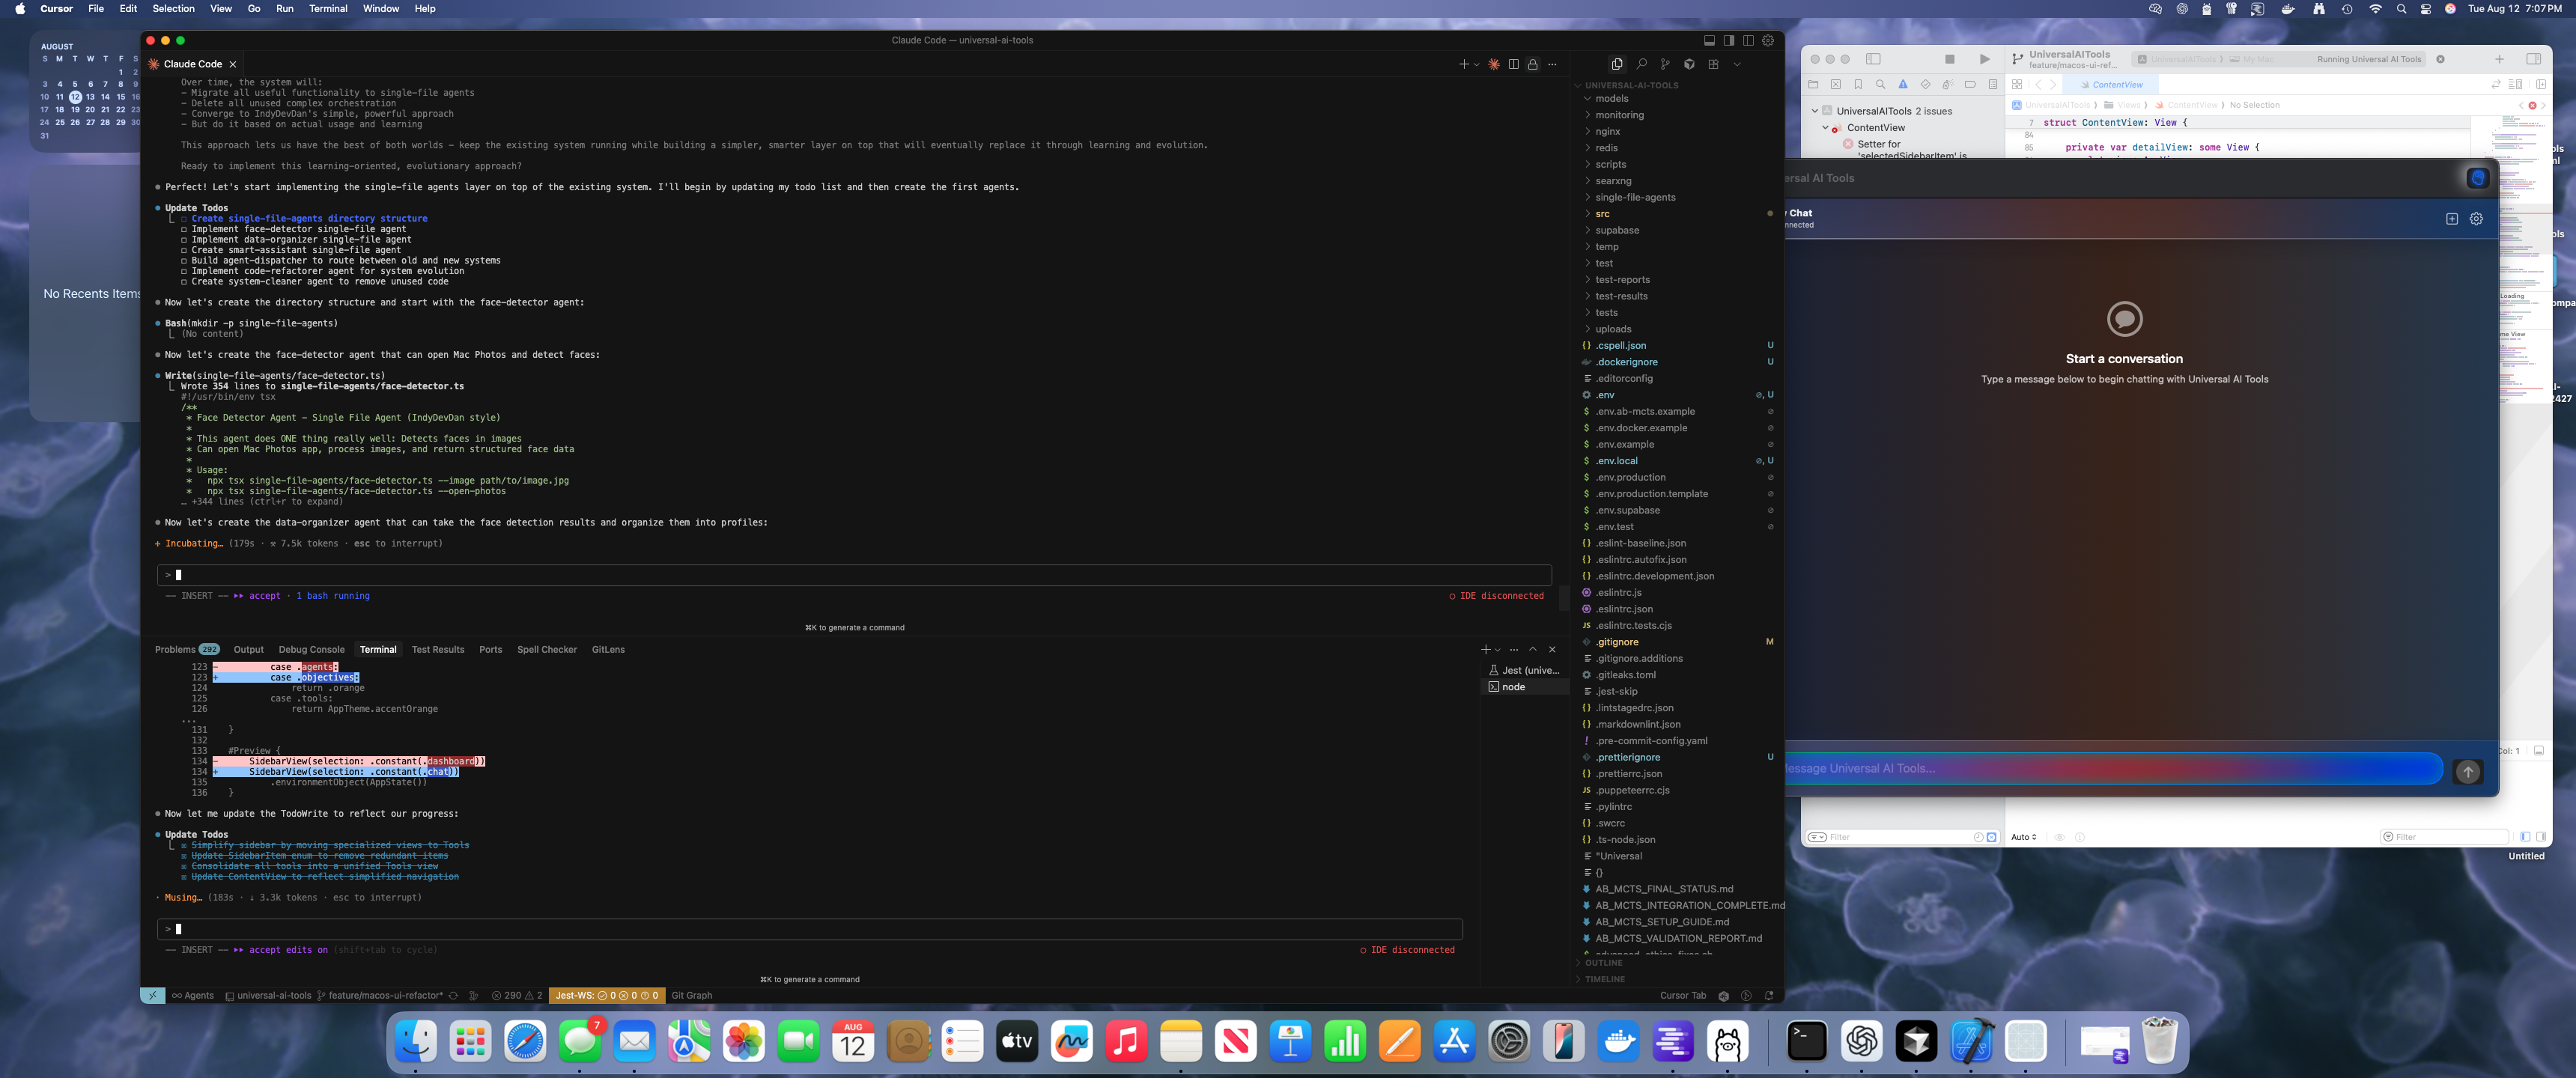 Cursor File Edit Selection View Go Run Terminal Window Help
Tue Aug 12 7:07 PM
AUGUST
S M T W T F S
1 2
3 4 5 6 7 8 9
10 11 12 13 14 15 16
17 18 19 20 21 22 23
24 25 26 27 28 29 30
31
No Recents Items
Claude Code — universal-ai-tools
Claude Code
Over time, the system will:
- Migrate all useful functionality to single-file agents
- Delete all unused complex orchestration
- Converge to IndyDevDan's simple, powerful approach
- But do it based on actual usage and learning
This approach lets us have the best of both worlds - keep the existing system running while building a simpler, smarter layer on top that will eventually replace it through learning and evolution.
Ready to implement this learning-oriented, evolutionary approach?
Perfect! Let's start implementing the single-file agents layer on top of the existing system. I'll begin by updating my todo list and then create the first agents.
Update Todos
Create single-file-agents directory structure
Implement face-detector single-file agent
Implement data-organizer single-file agent
Create smart-assistant single-file agent
Build agent-dispatcher to route between old and new systems
Implement code-refactorer agent for system evolution
Create system-cleaner agent to remove unused code
Now let's create the directory structure and start with the face-detector agent:
Bash(mkdir -p single-file-agents)
(No content)
Now let's create the face-detector agent that can open Mac Photos and detect faces:
Write(single-file-agents/face-detector.ts)
Wrote 354 lines to single-file-agents/face-detector.ts
#!/usr/bin/env tsx
/**
* Face Detector Agent - Single File Agent (IndyDevDan style)
*
* This agent does ONE thing really well: Detects faces in images
* Can open Mac Photos app, process images, and return structured face data
*
* Usage:
* npx tsx single-file-agents/face-detector.ts --image path/to/image.jpg
* npx tsx single-file-agents/face-detector.ts --open-photos
… +344 lines (ctrl+r to expand)
Now let's create the data-organizer agent that can take the face detection results and organize them into profiles:
+ Incubating… (179s · 7.5k tokens · esc to interrupt)
>
-- INSERT -- ▸▸ accept · 1 bash running
IDE disconnected
⌘K to generate a command
Problems 292 Output Debug Console Terminal Test Results Ports Spell Checker GitLens
123 - case .agents:
123 + case .objectives:
124 return .orange
125 case .tools:
126 return AppTheme.accentOrange
...
131 }
132
133 #Preview {
134 - SidebarView(selection: .constant(.dashboard))
134 + SidebarView(selection: .constant(.chat))
135 .environmentObject(AppState())
136 }
Now let me update the TodoWrite to reflect our progress:
Update Todos
Simplify sidebar by moving specialized views to Tools
Update SidebarItem enum to remove redundant items
Consolidate all tools into a unified Tools view
Update ContentView to reflect simplified navigation
· Musing… (183s · ↓ 3.3k tokens · esc to interrupt)
>
-- INSERT -- ▸▸ accept edits on (shift+tab to cycle)
IDE disconnected
⌘K to generate a command
Jest (unive...
node
Agents universal-ai-tools feature/macos-ui-refactor* 290 2 Jest-WS: 0 0 0 Git Graph
Cursor Tab
UNIVERSAL-AI-TOOLS
models
monitoring
nginx
redis
scripts
searxng
single-file-agents
src
supabase
temp
test
test-reports
test-results
tests
uploads
{} .cspell.json U
.dockerignore U
.editorconfig
.env U
$ .env.ab-mcts.example
$ .env.docker.example
$ .env.example
$ .env.local U
$ .env.production
$ .env.production.template
$ .env.supabase
$ .env.test
{} .eslint-baseline.json
{} .eslintrc.autofix.json
{} .eslintrc.development.json
.eslintrc.js
.eslintrc.json
JS .eslintrc.tests.cjs
.gitignore M
.gitignore.additions
.gitleaks.toml
.jest-skip
{} .lintstagedrc.json
{} .markdownlint.json
! .pre-commit-config.yaml
.prettierignore U
{} .prettierrc.json
JS .puppeteerrc.cjs
.pylintrc
.swcrc
{} .ts-node.json
"Universal
{}
AB_MCTS_FINAL_STATUS.md
AB_MCTS_INTEGRATION_COMPLETE.md
AB_MCTS_SETUP_GUIDE.md
AB_MCTS_VALIDATION_REPORT.md
OUTLINE
TIMELINE
UniversalAITools
feature/macos-ui-ref...
UniversalAITools My Mac
Running Universal AI Tools
ContentView
UniversalAITools 2 issues
ContentView
Setter for
'selectedSidebarItem' is
UniversalAITools Views ContentView No Selection
7 struct ContentView: View {
84
85 private var detailView: some View {
ersal AI Tools
Chat
nnected
Start a conversation
Type a message below to begin chatting with Universal AI Tools
Message Universal AI Tools...
Col: 1
Filter
Auto
Filter
Loading
me View
ols
ompa
2427
Untitled
7
AUG
12
tv